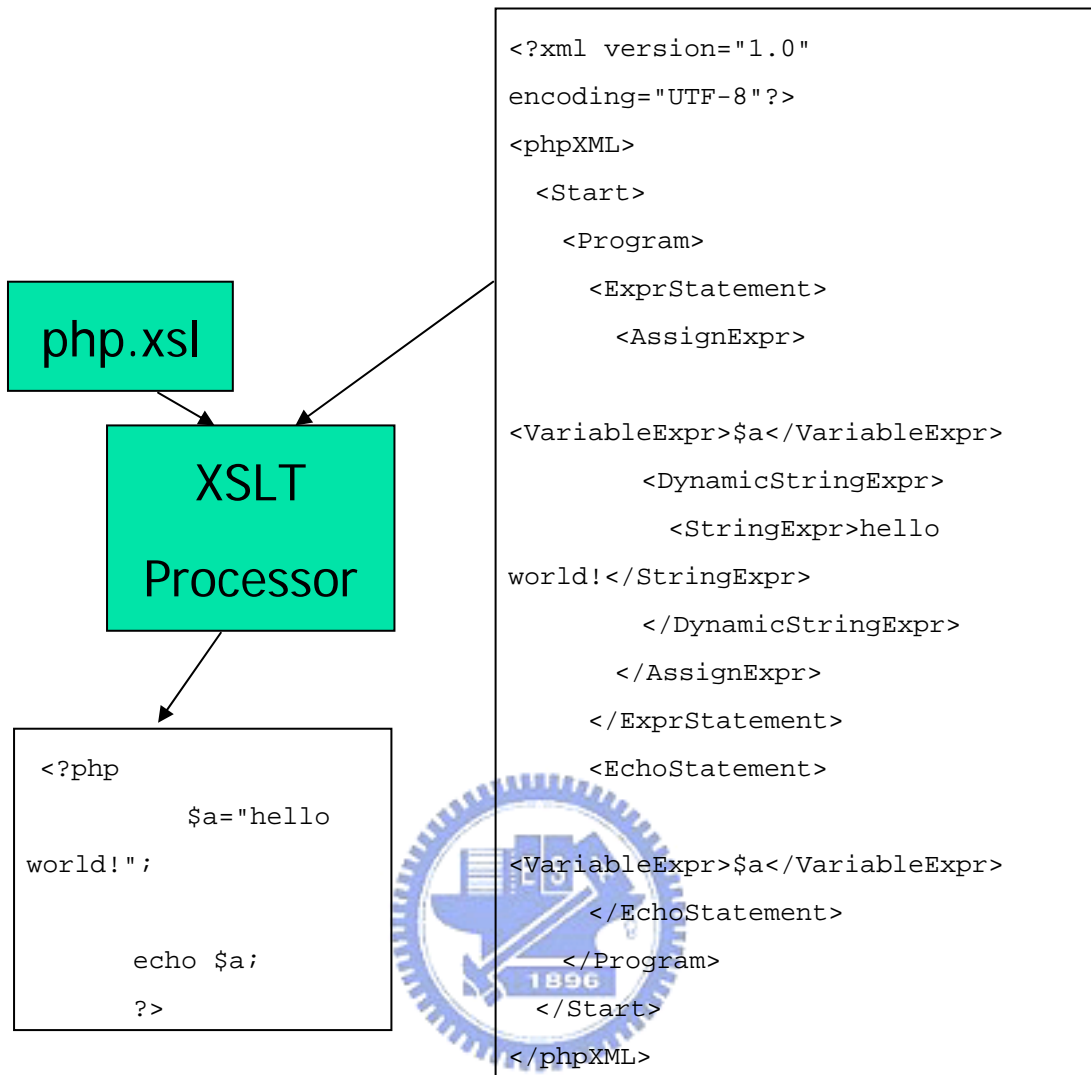 <?xml version="1.0"
encoding="UTF-8"?>
<phpXML>
<Start>
<Program>
<ExprStatement>
<AssignExpr>
<VariableExpr>$a</VariableExpr>
<DynamicStringExpr>
<StringExpr>hello
world!</StringExpr>
</DynamicStringExpr>
</AssignExpr>
</ExprStatement>
<EchoStatement>
<VariableExpr>$a</VariableExpr>
</EchoStatement>
</Program>
</Start>
</phpXML>
php.xsl
XSLT
Processor
<?php
$a="hello
world!";
echo $a;
?>
1896